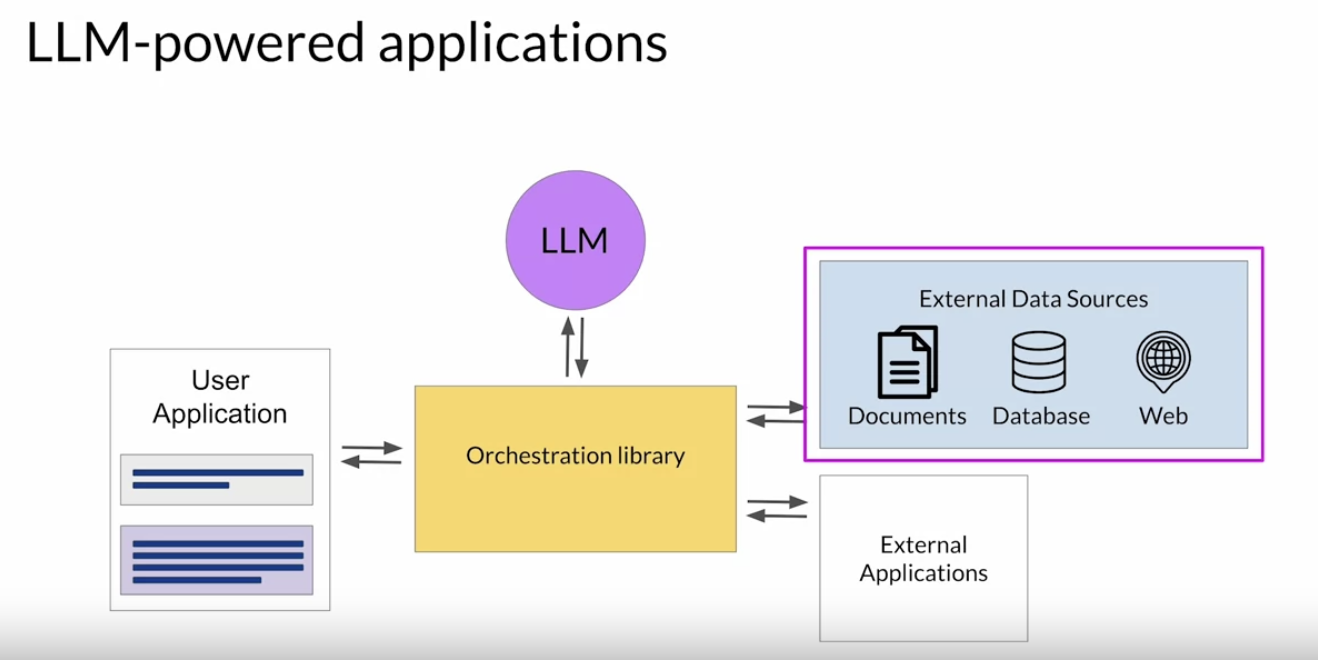 LLM-powered applications
LLM
User
Application
Orchestration library
External Data Sources
Documents
Database
Web
External
Applications